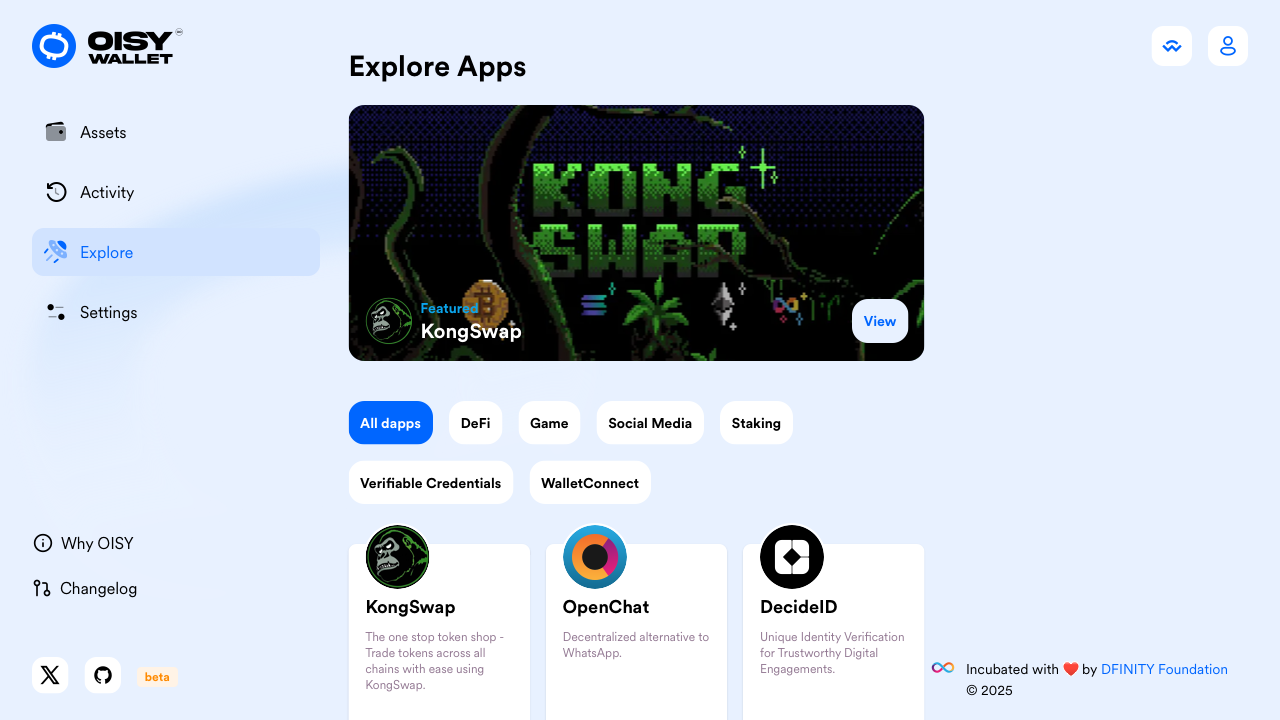 OISY
WALLET
Explore Apps
Assets
Activity
Explore
Settings
KONG
SWAP
Featured
KongSwap
View
All dapps
DeFi
Game
Social Media
Staking
Verifiable Credentials
WalletConnect
Why OISY
Changelog
KongSwap
The one stop token shop -
Trade tokens across all
chains with ease using
KongSwap.
OpenChat
Decentralized alternative to
WhatsApp.
DecideID
Unique Identity Verification
for Trustworthy Digital
Engagements.
beta
Incubated with ❤️ by DFINITY Foundation
© 2025